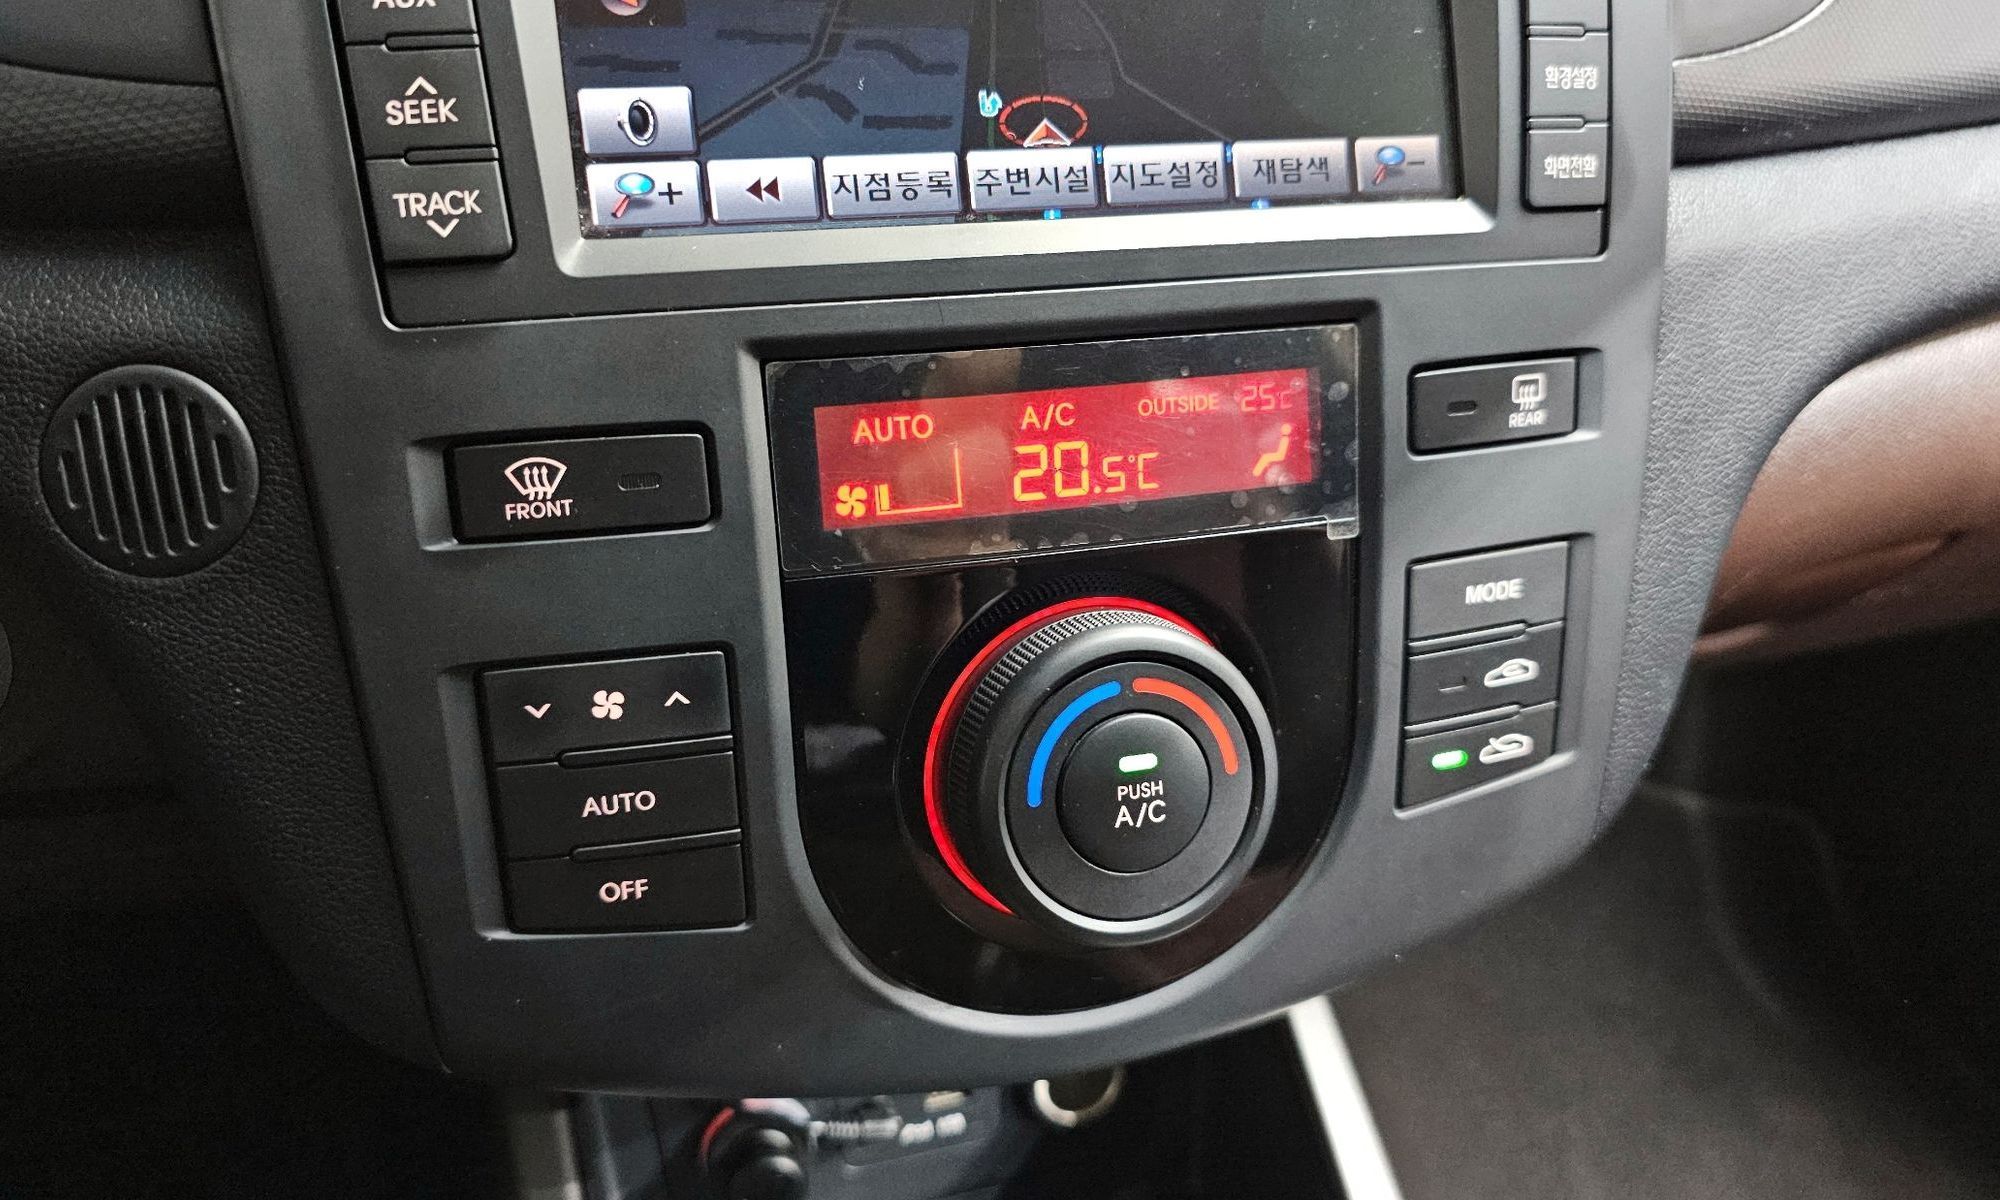 AUX
SEEK
TRACK
+
지점등록
주변시설
지도설정
재탐색
-
환경설정
화면전환
FRONT
AUTO
A/C
OUTSIDE 25℃
20.5℃
REAR
MODE
AUTO
OFF
PUSH
A/C